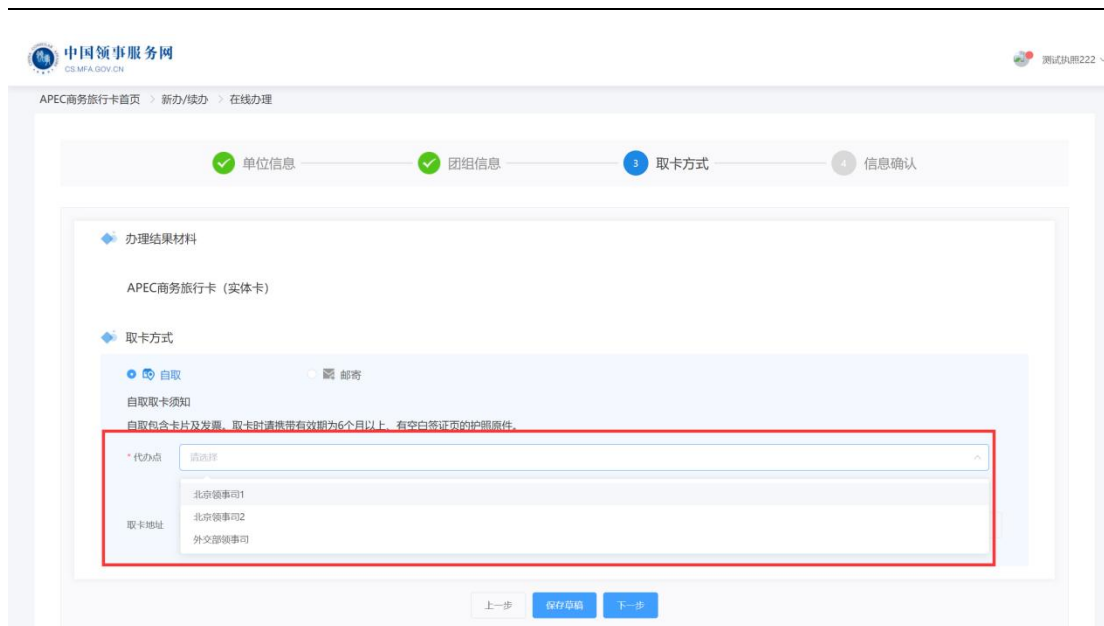 中国领事服务网
CS.MFA.GOV.CN
测试执照222
APEC商务旅行卡首页 > 新办/续办 > 在线办理
单位信息
团组信息
3 取卡方式
4 信息确认
办理结果材料
APEC商务旅行卡（实体卡）
取卡方式
自取 邮寄
自取取卡须知
自取包含卡片及发票。取卡时请携带有效期为6个月以上、有空白签证页的护照原件。
* 代办点 请选择
北京领事司1
取卡地址 北京领事司2
外交部领事司
上一步 保存草稿 下一步